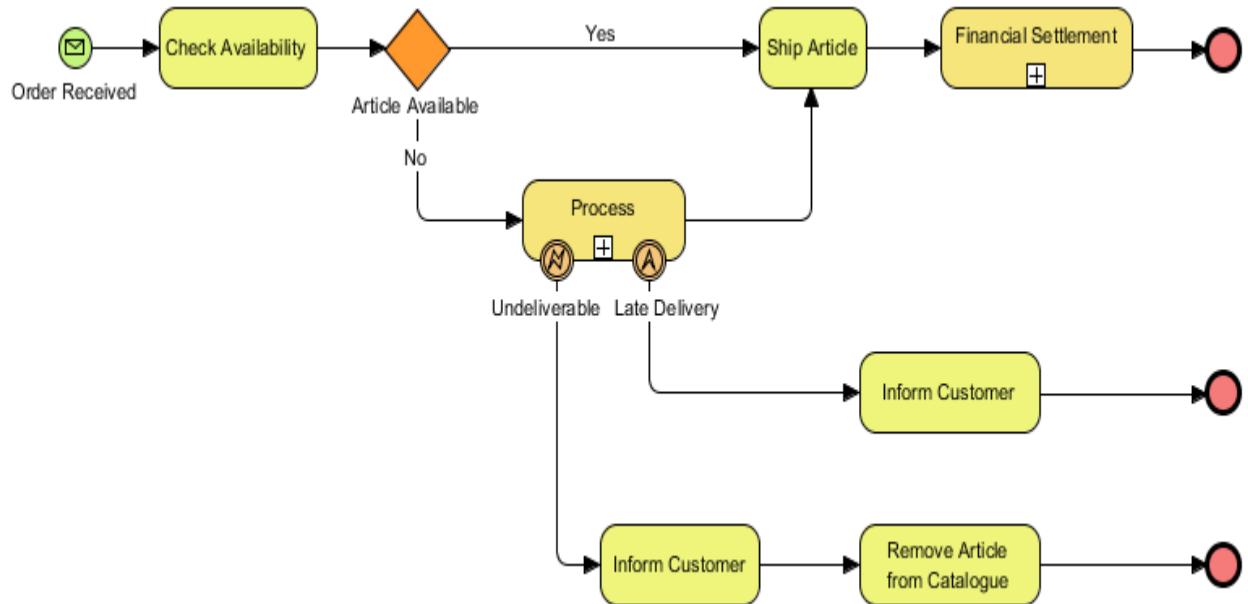 Yes
Check Availability
Ship Article
Financial Settlement
Order Received
Article Available
No
Process
Undeliverable
Late Delivery
Inform Customer
Inform Customer
Remove Article
from Catalogue